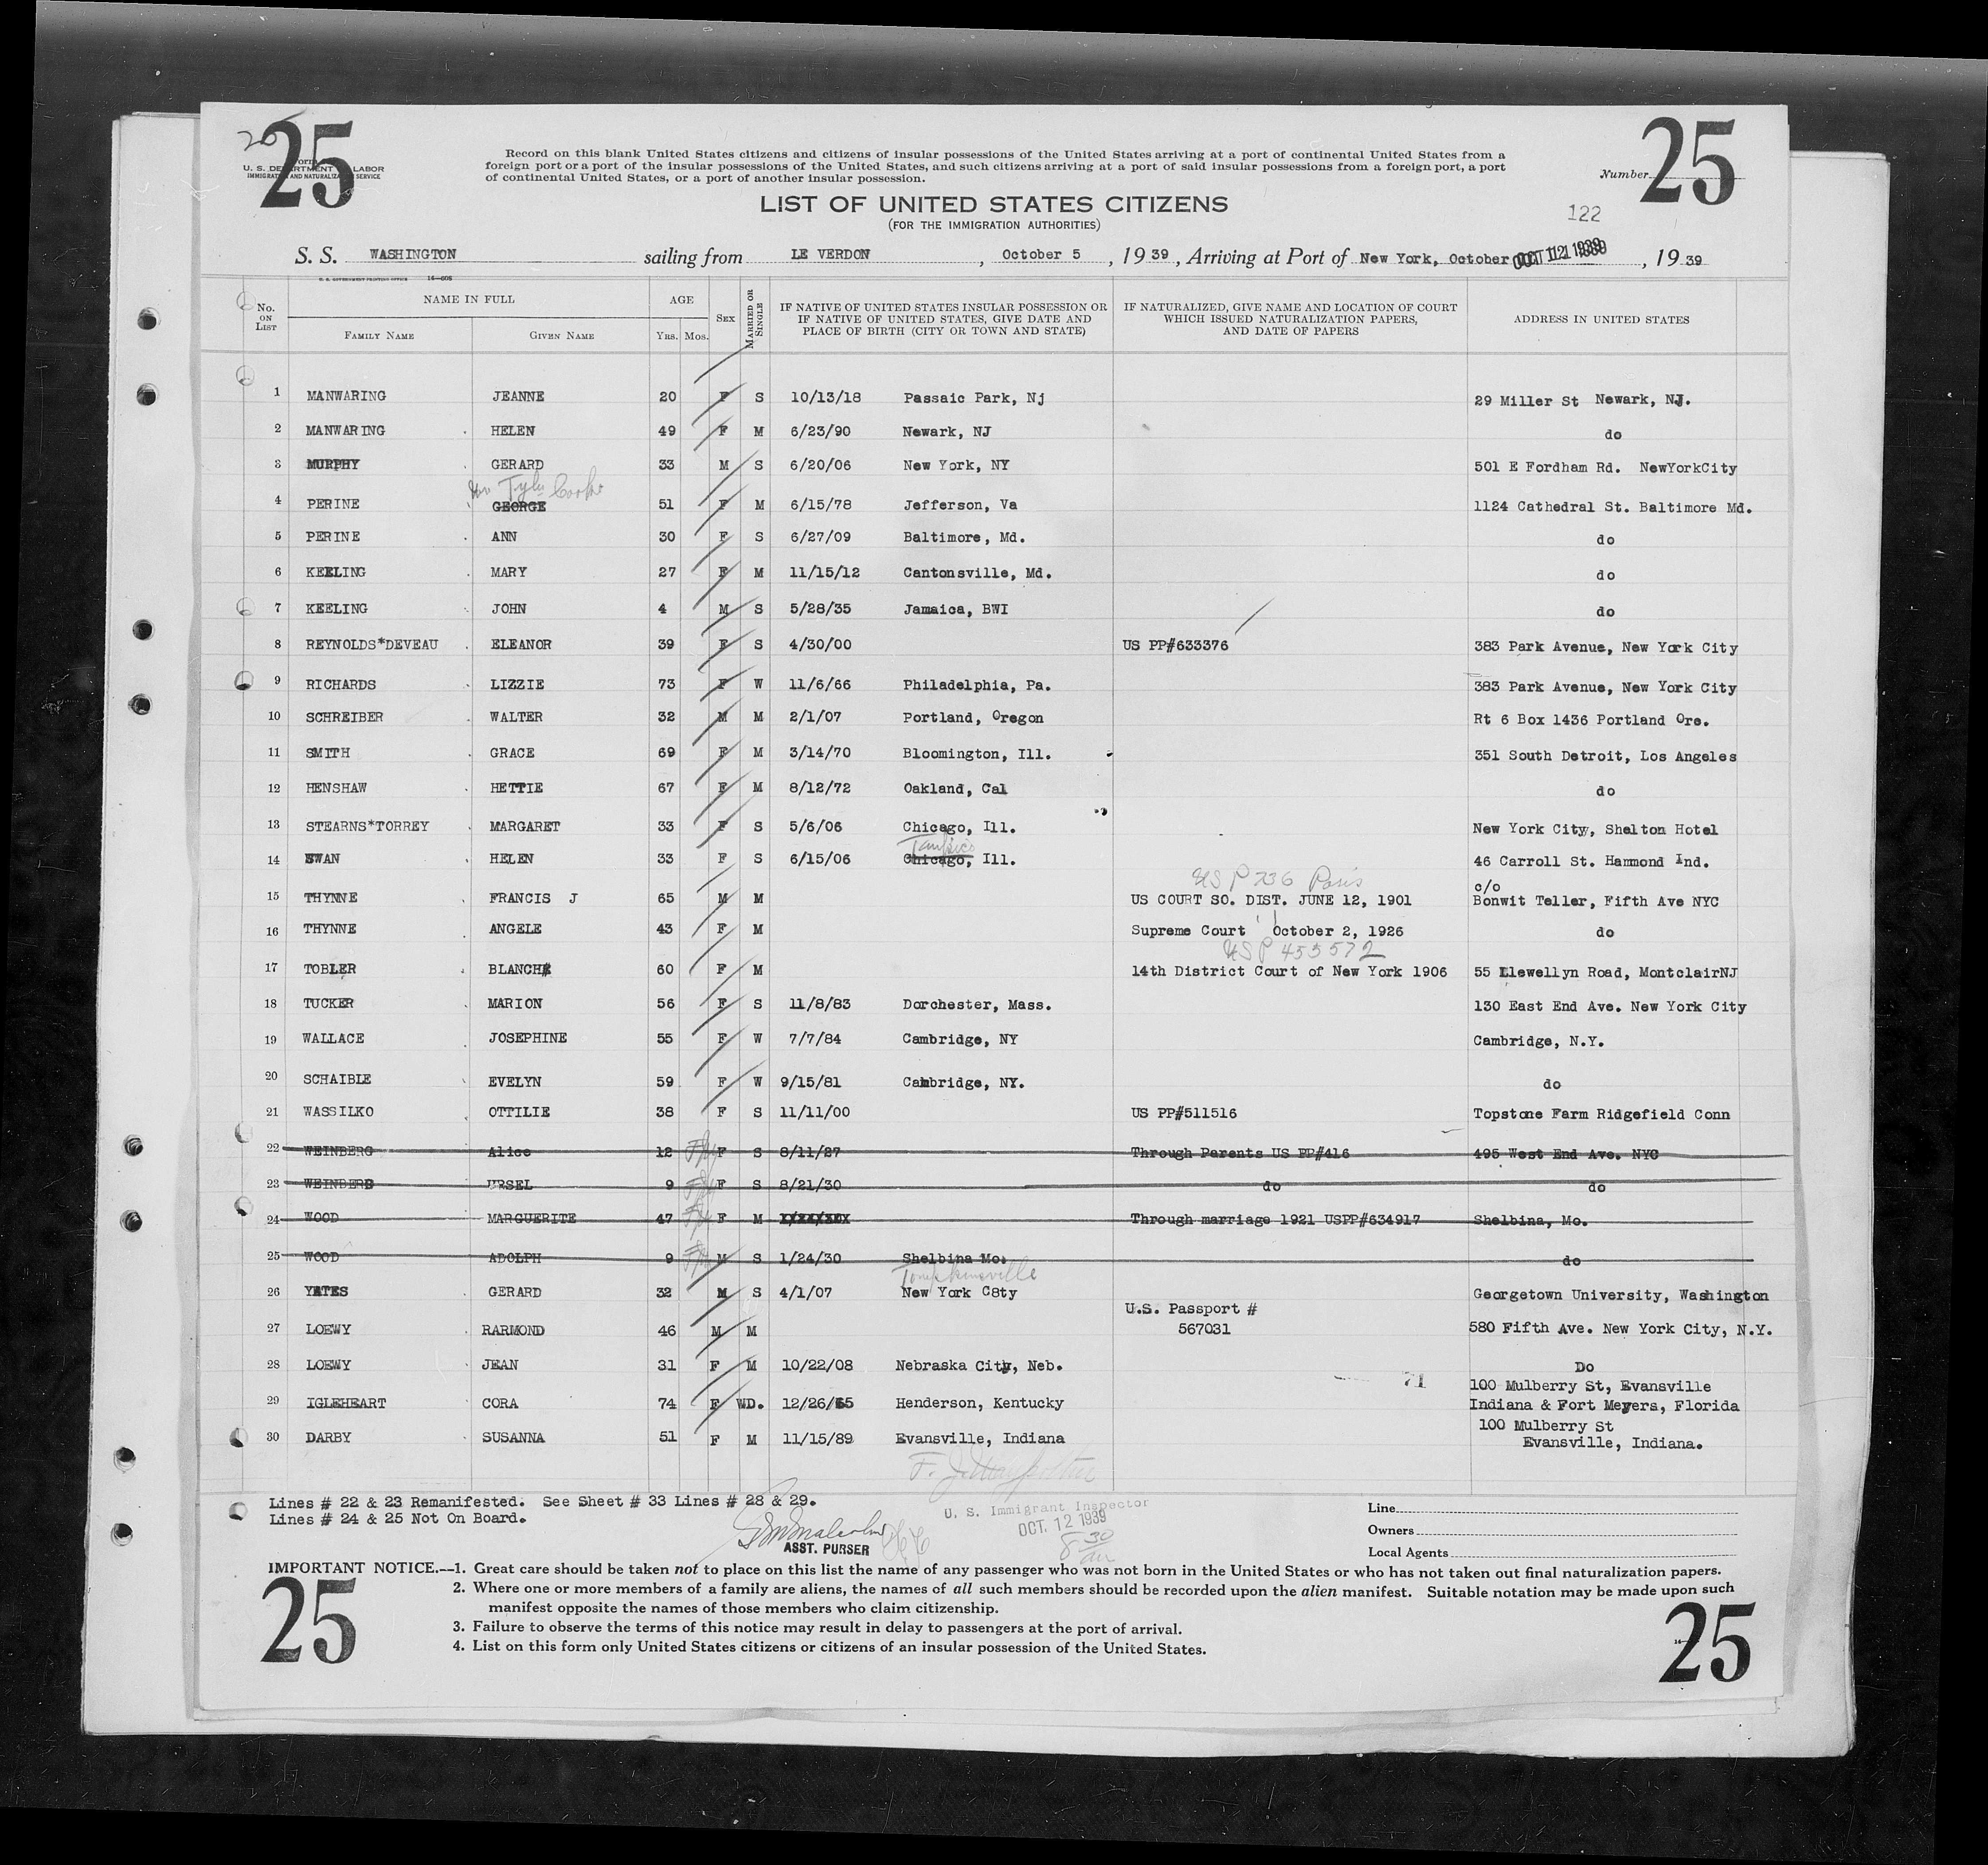 25
25
U. S. DEPARTMENT OF LABOR
IMMIGRATION AND NATURALIZATION SERVICE
Record on this blank United States citizens and citizens of insular possessions of the United States arriving at a port of continental United States from a
foreign port or a port of the insular possessions of the United States, and such citizens arriving at a port of said insular possessions from a foreign port, a port
of continental United States, or a port of another insular possession.
Number
LIST OF UNITED STATES CITIZENS
(FOR THE IMMIGRATION AUTHORITIES)
122
S. S. WASHINGTON sailing from LE VERDON, October 5, 1939, Arriving at Port of New York, October OCT 12 1939, 1939
U. S. GOVERNMENT PRINTING OFFICE
No. ON LIST
NAME IN FULL
FAMILY NAME GIVEN NAME
AGE
YRS. MOS.
SEX
MARRIED OR SINGLE
IF NATIVE OF UNITED STATES INSULAR POSSESSION OR
IF NATIVE OF UNITED STATES, GIVE DATE AND
PLACE OF BIRTH (CITY OR TOWN AND STATE)
IF NATURALIZED, GIVE NAME AND LOCATION OF COURT
WHICH ISSUED NATURALIZATION PAPERS,
AND DATE OF PAPERS
ADDRESS IN UNITED STATES
1 MANWARING JEANNE 20 F S 10/13/18 Passaic Park, Nj 29 Miller St Newark, NJ.
2 MANWARING HELEN 49 F M 6/23/90 Newark, NJ do
3 MURPHY GERARD 33 M S 6/20/06 New York, NY 501 E Fordham Rd. NewYorkCity
Tyler Cooke
4 PERINE GEORGE 51 F M 6/15/78 Jefferson, Va 1124 Cathedral St. Baltimore Md.
5 PERINE ANN 30 F S 6/27/09 Baltimore, Md. do
6 KEELING MARY 27 F M 11/15/12 Cantonsville, Md. do
7 KEELING JOHN 4 M S 5/28/35 Jamaica, BWI do
8 REYNOLDS*DEVEAU ELEANOR 39 F S 4/30/00 US PP#633376 383 Park Avenue, New York City
9 RICHARDS LIZZIE 73 F W 11/6/66 Philadelphia, Pa. 383 Park Avenue, New York City
10 SCHREIBER WALTER 32 M M 2/1/07 Portland, Oregon Rt 6 Box 1436 Portland Ore.
11 SMITH GRACE 69 F M 3/14/70 Bloomington, Ill. 351 South Detroit, Los Angeles
12 HENSHAW HETTIE 67 F M 8/12/72 Oakland, Cal do
13 STEARNS*TORREY MARGARET 33 F S 5/6/06 Chicago, Ill. New York City, Shelton Hotel
Tampico
14 SWAN HELEN 33 F S 6/15/06 Chicago, Ill. 46 Carroll St. Hammond Ind.
US P 736 Paris
c/o
15 THYNNE FRANCIS J 65 M M US COURT SO. DIST. JUNE 12, 1901 Bonwit Teller, Fifth Ave NYC
16 THYNNE ANGELE 43 F M Supreme Court October 2, 1926 do
US P 455572
17 TOBLER BLANCHE 60 F M 14th District Court of New York 1906 55 Llewellyn Road, MontclairNJ
18 TUCKER MARION 56 F S 11/8/83 Dorchester, Mass. 130 East End Ave. New York City
19 WALLACE JOSEPHINE 55 F W 7/7/84 Cambridge, NY Cambridge, N.Y.
20 SCHAIBLE EVELYN 59 F W 9/15/81 Cambridge, NY. do
21 WASSILKO OTTILIE 38 F S 11/11/00 US PP#511516 Topstone Farm Ridgefield Conn
22 WEINBERG Alice 12 F S 8/11/27 Through Parents US PP#416 495 West End Ave. NYC
23 WEINBERG URSEL 9 F S 8/21/30 do do
24 WOOD MARGUERITE 47 F M Through marriage 1921 USPP#634917 Shelbina, Mo.
25 WOOD ADOLPH 9 M S 1/24/30 Shelbina Mo. do
Tompkinsville
26 YATES GERARD 32 M S 4/1/07 New York C8ty Georgetown University, Washington
U.S. Passport #
27 LOEWY RARMOND 46 M M 567031 580 Fifth Ave. New York City, N.Y.
28 LOEWY JEAN 31 F M 10/22/08 Nebraska City, Neb. Do
71
100 Mulberry St, Evansville
29 IGLEHEART CORA 74 F WD. 12/26/65 Henderson, Kentucky Indiana & Fort Meyers, Florida
100 Mulberry St
30 DARBY SUSANNA 51 F M 11/15/89 Evansville, Indiana Evansville, Indiana.
Lines # 22 & 23 Remanifested. See Sheet # 33 Lines # 28 & 29.
Lines # 24 & 25 Not On Board.
ASST. PURSER
U. S. Immigrant Inspector
OCT. 12 1939
8 30
am
Line
Owners
Local Agents
IMPORTANT NOTICE.—1. Great care should be taken not to place on this list the name of any passenger who was not born in the United States or who has not taken out final naturalization papers.
2. Where one or more members of a family are aliens, the names of all such members should be recorded upon the alien manifest. Suitable notation may be made upon such
manifest opposite the names of those members who claim citizenship.
3. Failure to observe the terms of this notice may result in delay to passengers at the port of arrival.
4. List on this form only United States citizens or citizens of an insular possession of the United States.
25
25